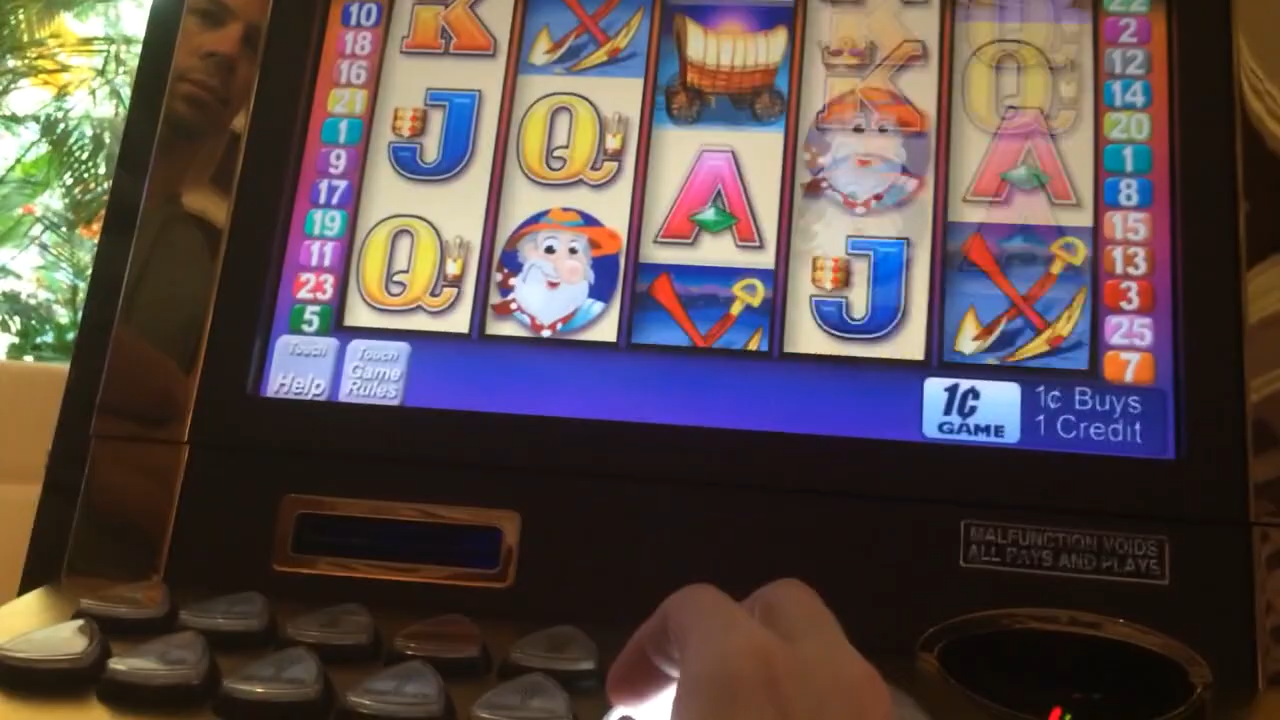 10
18
16
21
1
9
17
19
11
23
5
K
J
Q
Q
A
K
J
Q
A
22
2
12
14
20
1
8
15
13
3
25
7
Touch
Help
Touch
Game
Rules
1¢
GAME
1¢ Buys
1 Credit
MALFUNCTION VOIDS
ALL PAYS AND PLAYS